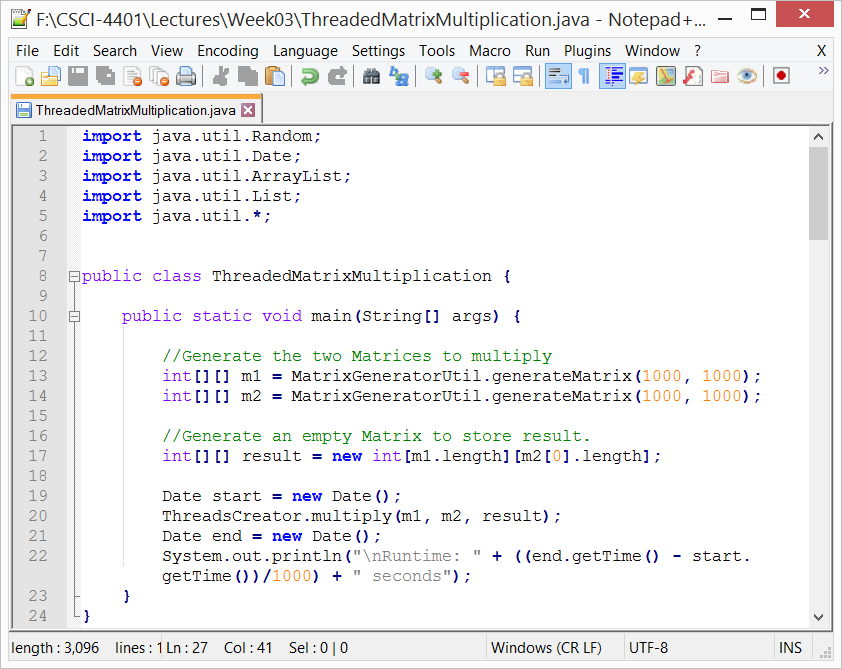 F:\CSCI-4401\Lectures\Week03\ThreadedMatrixMultiplication.java - Notepad+...
File Edit Search View Encoding Language Settings Tools Macro Run Plugins Window ? X
ThreadedMatrixMultiplication.java
1 import java.util.Random;
2 import java.util.Date;
3 import java.util.ArrayList;
4 import java.util.List;
5 import java.util.*;
6
7
8 public class ThreadedMatrixMultiplication {
9
10 public static void main(String[] args) {
11
12 //Generate the two Matrices to multiply
13 int[][] m1 = MatrixGeneratorUtil.generateMatrix(1000, 1000);
14 int[][] m2 = MatrixGeneratorUtil.generateMatrix(1000, 1000);
15
16 //Generate an empty Matrix to store result.
17 int[][] result = new int[m1.length][m2[0].length];
18
19 Date start = new Date();
20 ThreadsCreator.multiply(m1, m2, result);
21 Date end = new Date();
22 System.out.println("\nRuntime: " + ((end.getTime() - start.
getTime())/1000) + " seconds");
23 }
24 }
length : 3,096 lines : 1 Ln : 27 Col : 41 Sel : 0 | 0 Windows (CR LF) UTF-8 INS